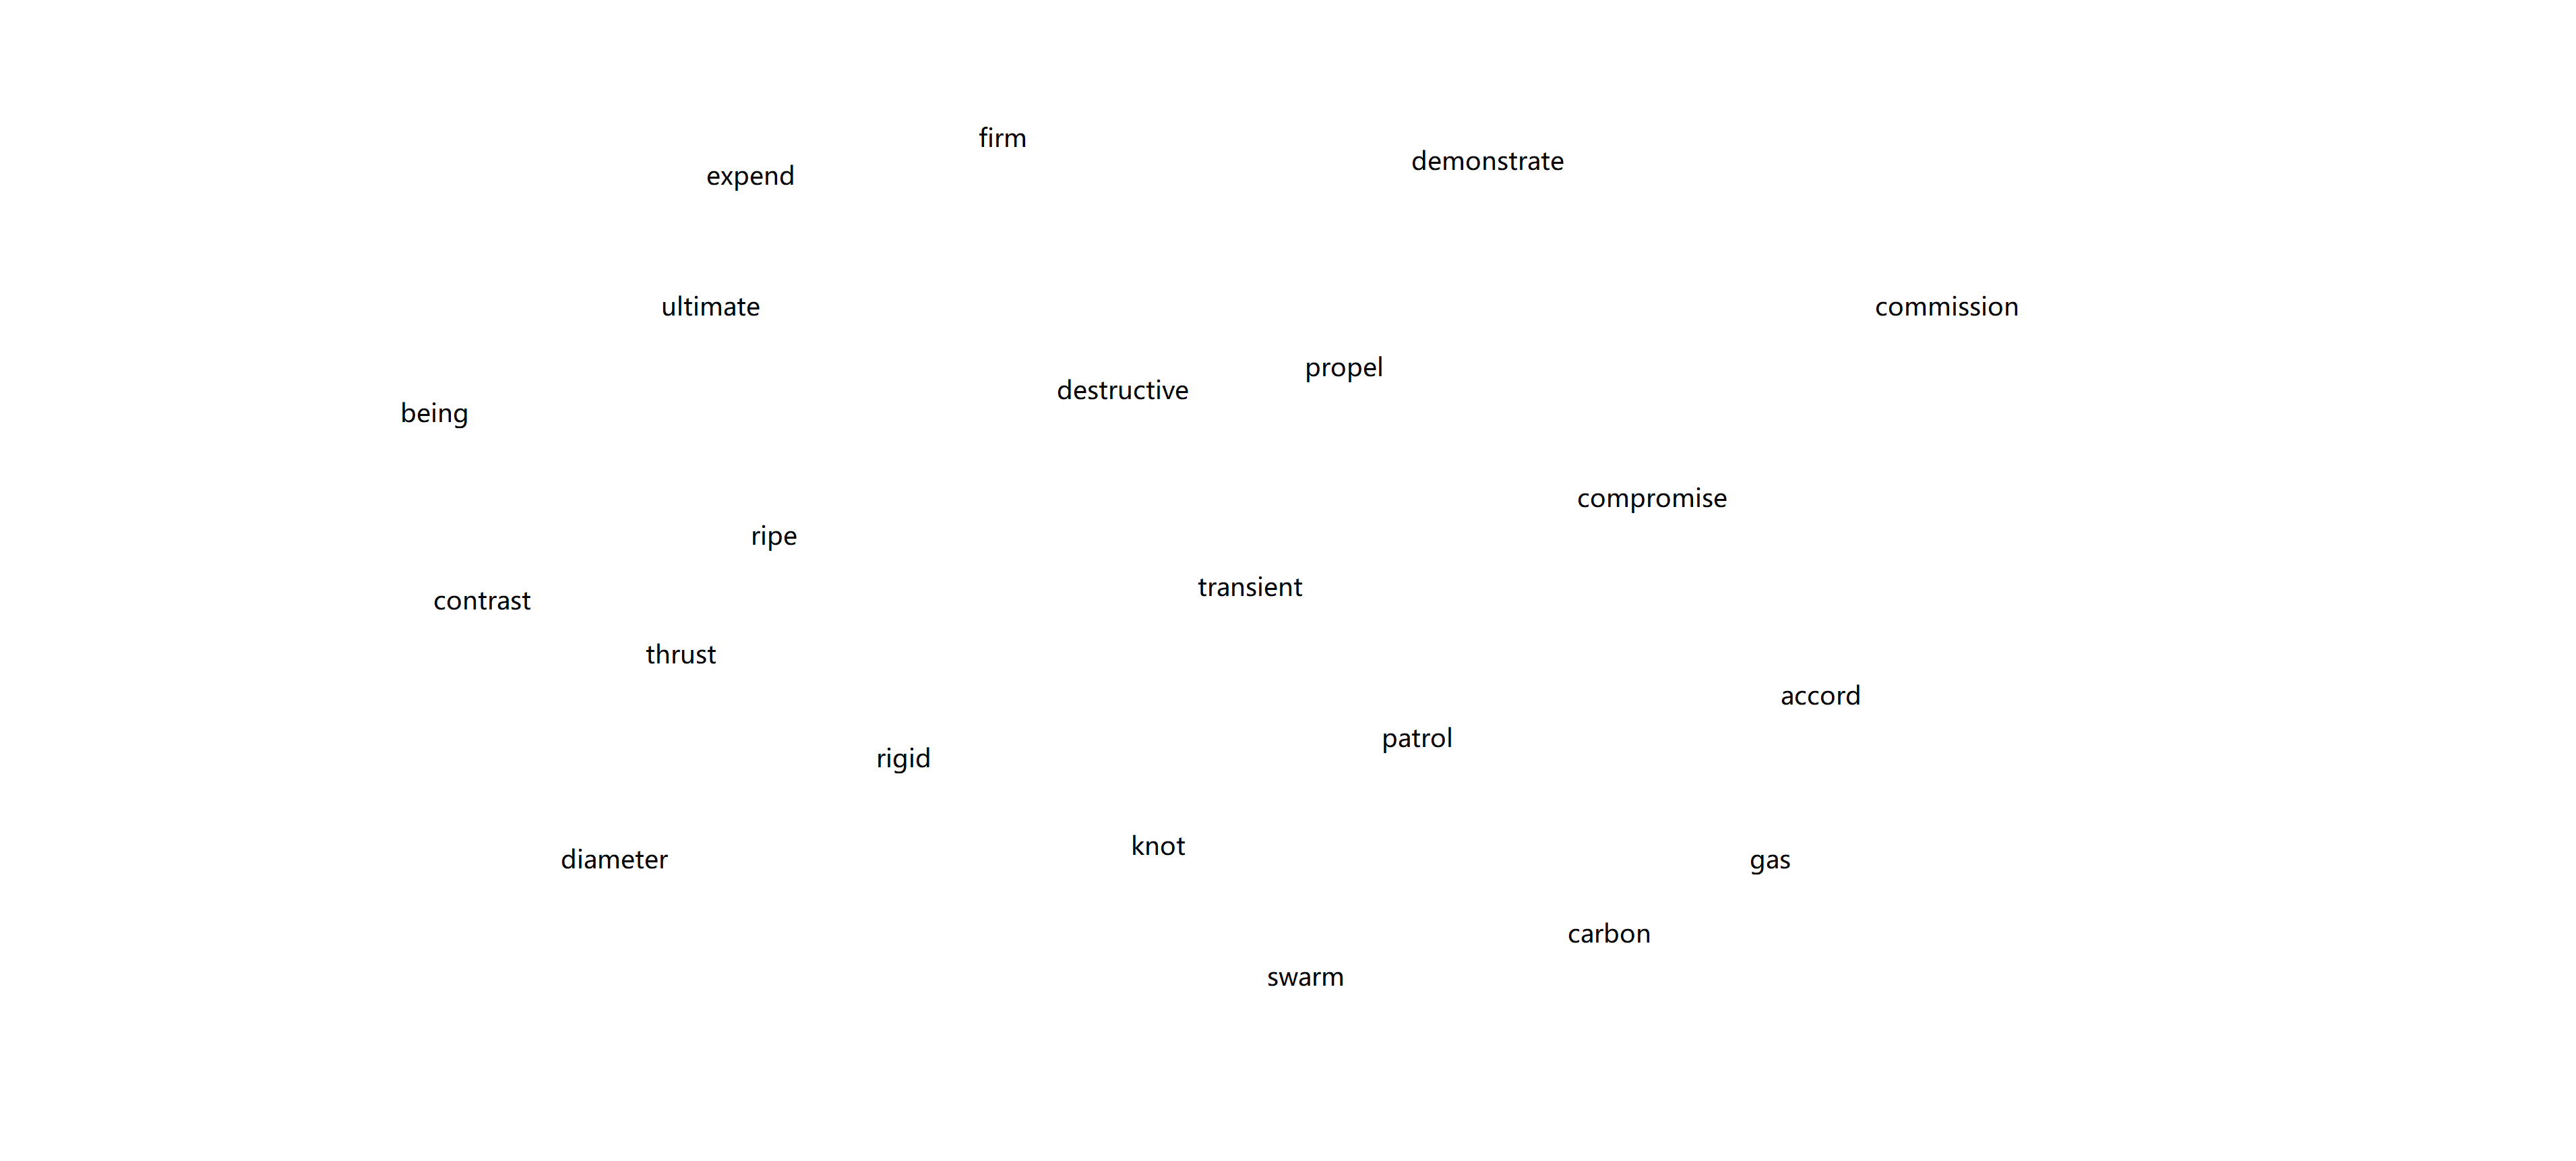 firm
demonstrate
expend
ultimate
commission
propel
destructive
being
compromise
ripe
transient
contrast
thrust
accord
patrol
rigid
knot
diameter
gas
carbon
swarm